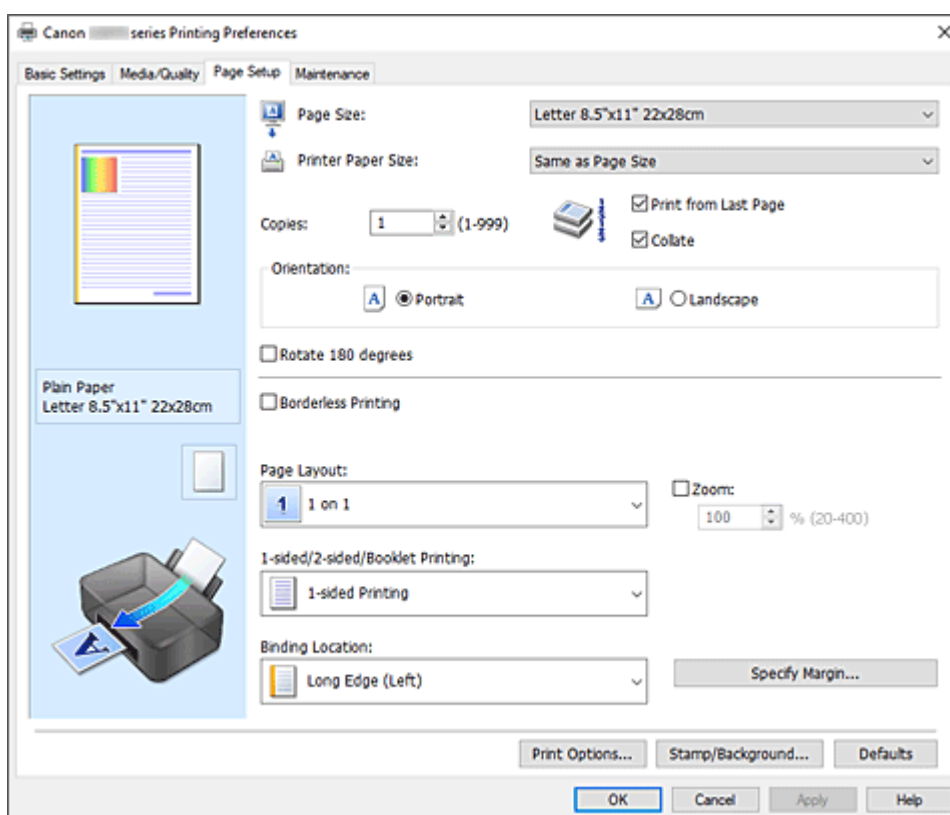 Canon series Printing Preferences
Basic Settings Media/Quality Page Setup Maintenance
Page Size: Letter 8.5"x11" 22x28cm
Printer Paper Size: Same as Page Size
Copies: 1 (1-999)
Print from Last Page
Collate
Orientation:
A Portrait A Landscape
Rotate 180 degrees
Plain Paper
Letter 8.5"x11" 22x28cm
Borderless Printing
Page Layout:
1 1 on 1
Zoom:
100 % (20-400)
1-sided/2-sided/Booklet Printing:
1-sided Printing
Binding Location:
Long Edge (Left)
Specify Margin...
A
Print Options... Stamp/Background... Defaults
OK Cancel Apply Help